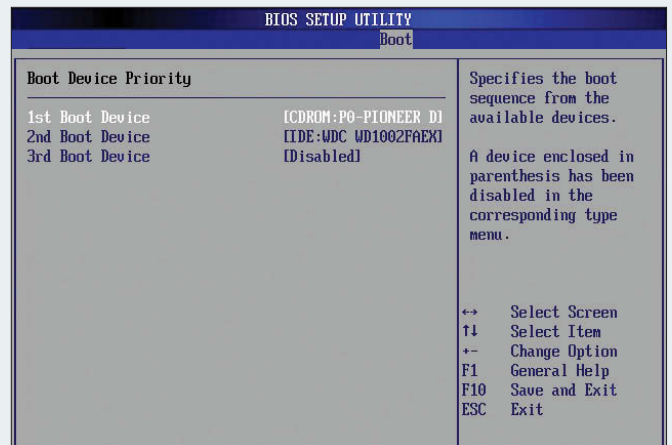 BIOS SETUP UTILITY
Boot
Boot Device Priority
1st Boot Device [CDROM:P0-PIONEER D]
2nd Boot Device [IDE:WDC WD1002FAEX]
3rd Boot Device [Disabled]
Specifies the boot
sequence from the
available devices.
A device enclosed in
parenthesis has been
disabled in the
corresponding type
menu.
↔ Select Screen
↑↓ Select Item
+- Change Option
F1 General Help
F10 Save and Exit
ESC Exit